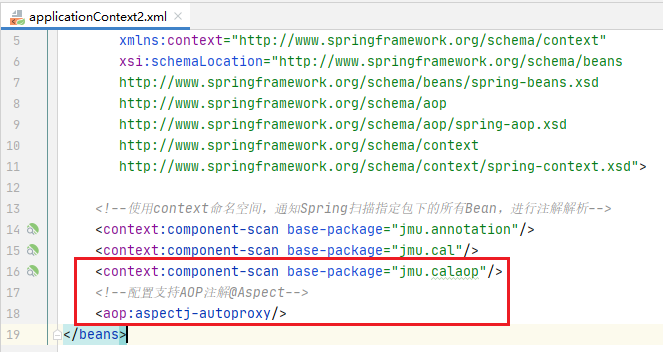 applicationContext2.xml
5 xmlns:context="http://www.springframework.org/schema/context"
6 xsi:schemaLocation="http://www.springframework.org/schema/beans
7 http://www.springframework.org/schema/beans/spring-beans.xsd
8 http://www.springframework.org/schema/aop
9 http://www.springframework.org/schema/aop/spring-aop.xsd
10 http://www.springframework.org/schema/context
11 http://www.springframework.org/schema/context/spring-context.xsd">
12
13 <!--使用context命名空间，通知Spring扫描指定包下的所有Bean，进行注解解析-->
14 <context:component-scan base-package="jmu.annotation"/>
15 <context:component-scan base-package="jmu.cal"/>
16 <context:component-scan base-package="jmu.calaop"/>
17 <!--配置支持AOP注解@Aspect-->
18 <aop:aspectj-autoproxy/>
19 </beans>